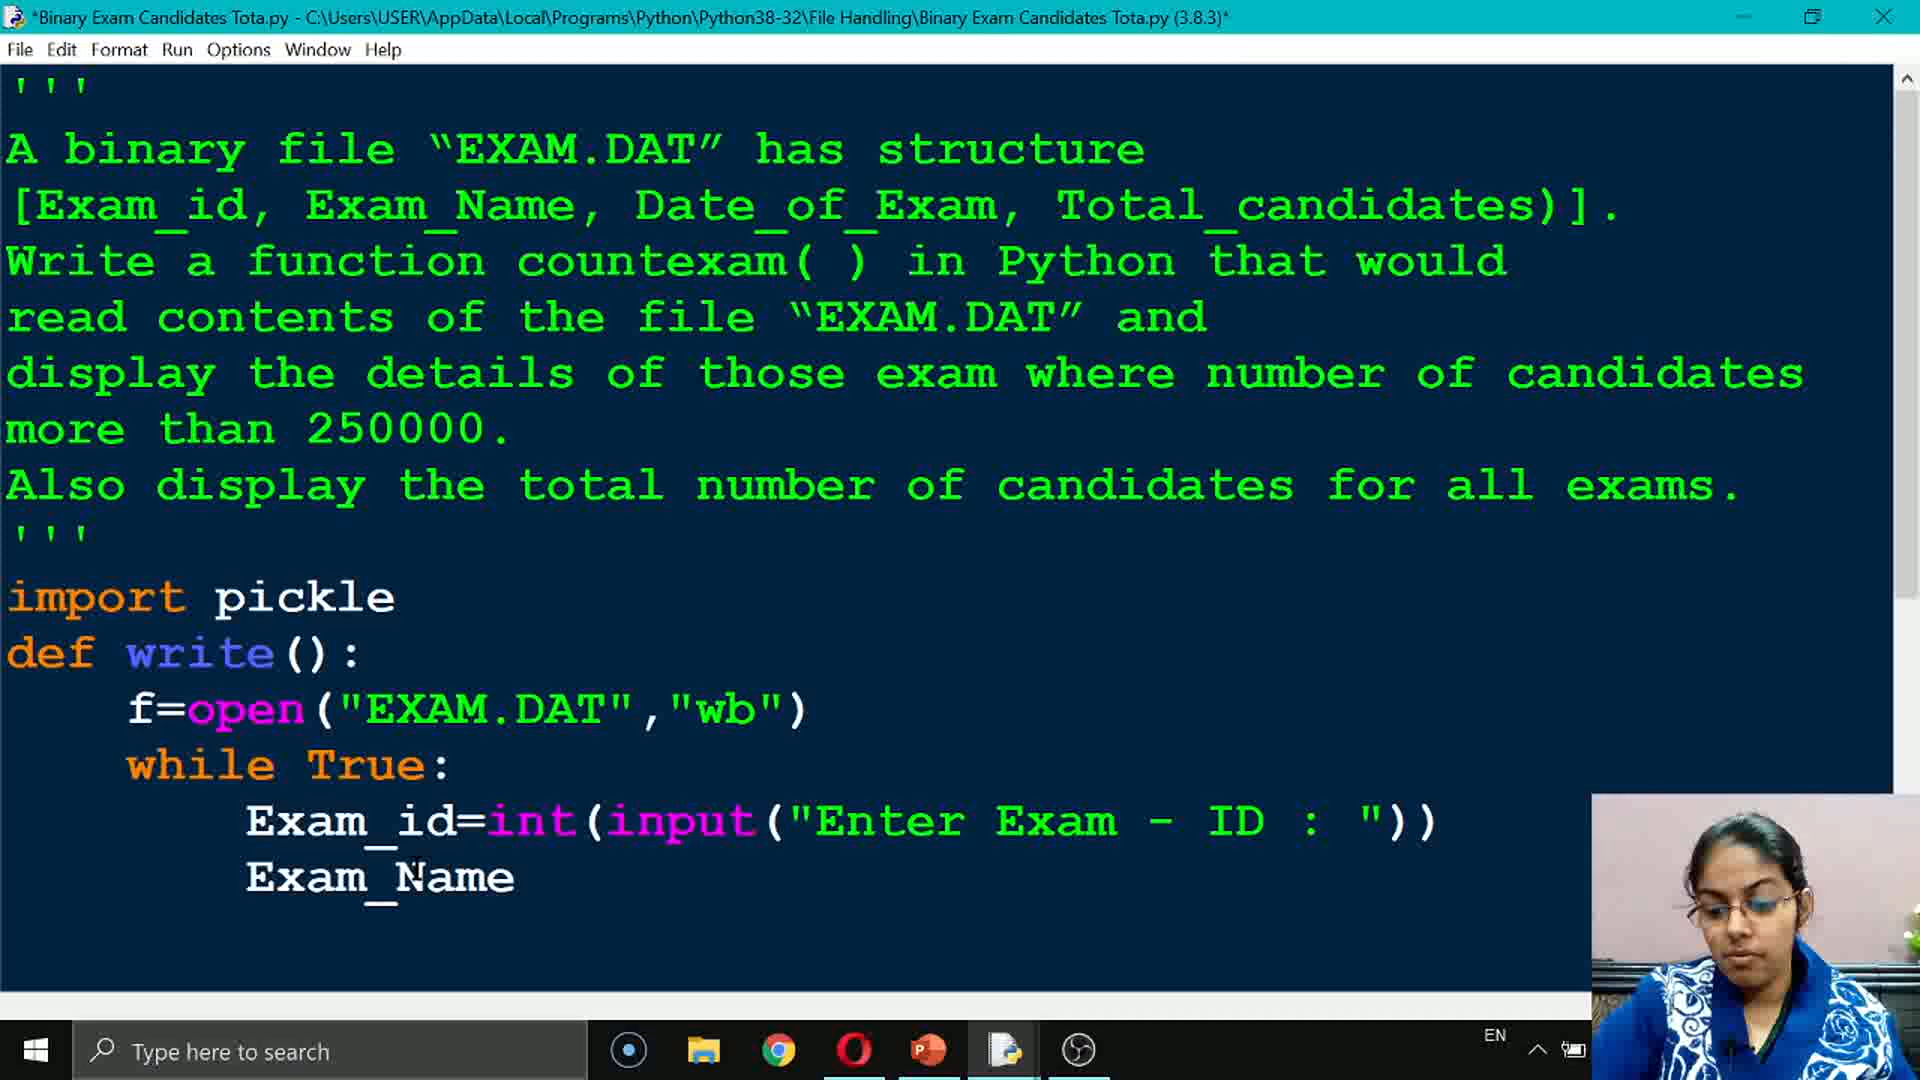 *Binary Exam Candidates Tota.py - C:\Users\USER\AppData\Local\Programs\Python\Python38-32\File Handling\Binary Exam Candidates Tota.py (3.8.3)*
File Edit Format Run Options Window Help
'''
A binary file “EXAM.DAT” has structure
[Exam_id, Exam_Name, Date_of_Exam, Total_candidates)].
Write a function countexam( ) in Python that would
read contents of the file “EXAM.DAT” and
display the details of those exam where number of candidates
more than 250000.
Also display the total number of candidates for all exams.
'''
import pickle
def write():
f=open("EXAM.DAT","wb")
while True:
Exam_id=int(input("Enter Exam - ID : "))
Exam_Name
Type here to search
EN